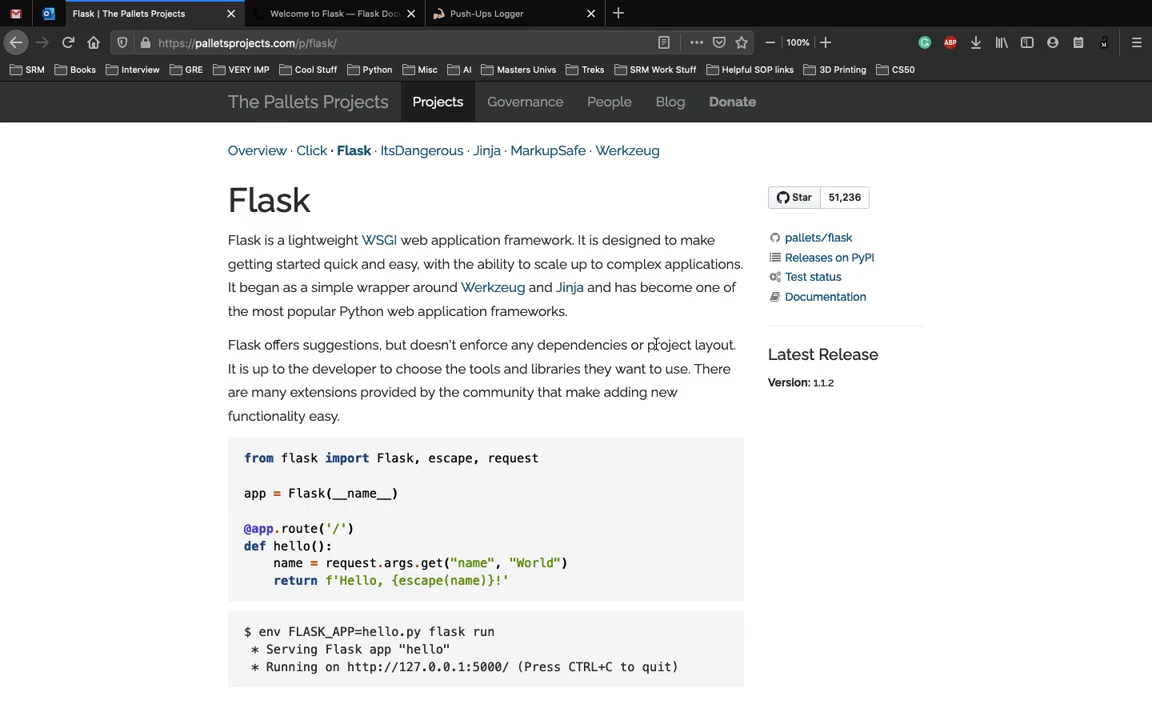 Flask | The Pallets Projects
Welcome to Flask — Flask Doc
Push-Ups Logger
https://palletsprojects.com/p/flask/
100%
ABP
SRM
Books
Interview
GRE
VERY IMP
Cool Stuff
Python
Misc
AI
Masters Univs
Treks
SRM Work Stuff
Helpful SOP links
3D Printing
CS50
The Pallets Projects
Projects
Governance
People
Blog
Donate
Overview · Click · Flask · ItsDangerous · Jinja · MarkupSafe · Werkzeug
Flask
Flask is a lightweight WSGI web application framework. It is designed to make
getting started quick and easy, with the ability to scale up to complex applications.
It began as a simple wrapper around Werkzeug and Jinja and has become one of
the most popular Python web application frameworks.
Flask offers suggestions, but doesn't enforce any dependencies or project layout.
It is up to the developer to choose the tools and libraries they want to use. There
are many extensions provided by the community that make adding new
functionality easy.
from flask import Flask, escape, request
app = Flask(__name__)
@app.route('/')
def hello():
    name = request.args.get("name", "World")
    return f'Hello, {escape(name)}!'
$ env FLASK_APP=hello.py flask run
 * Serving Flask app "hello"
 * Running on http://127.0.0.1:5000/ (Press CTRL+C to quit)
Star 51,236
pallets/flask
Releases on PyPI
Test status
Documentation
Latest Release
Version: 1.1.2